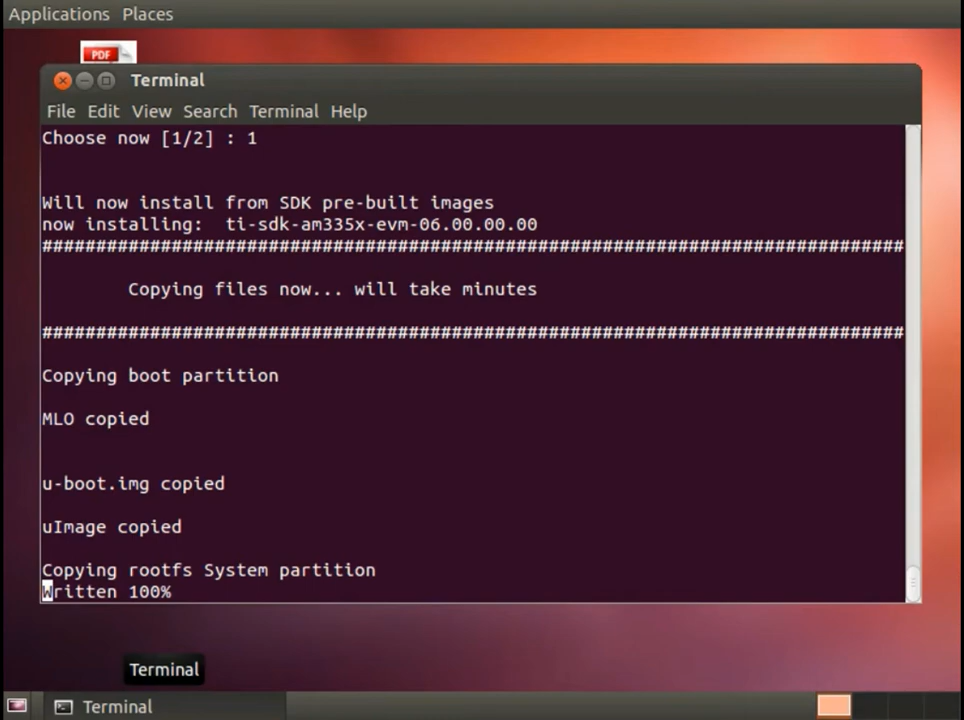 Applications Places
PDF
Terminal
File Edit View Search Terminal Help
Choose now [1/2] : 1
Will now install from SDK pre-built images
now installing:  ti-sdk-am335x-evm-06.00.00.00
################################################################################
Copying files now... will take minutes
################################################################################
Copying boot partition
MLO copied
u-boot.img copied
uImage copied
Copying rootfs System partition
Written 100%
Terminal
Terminal